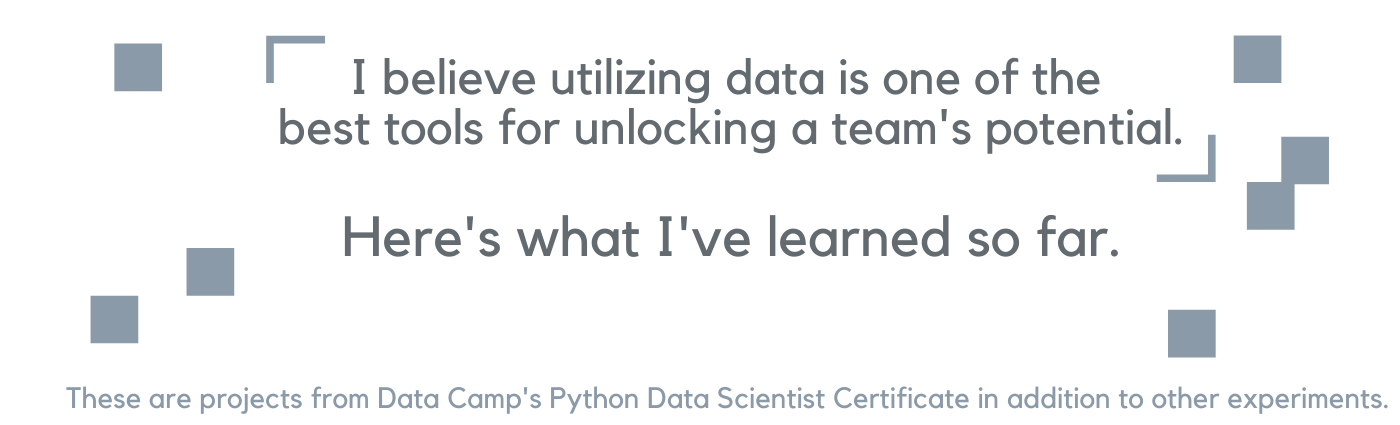 I believe utilizing data is one of the
best tools for unlocking a team's potential.
Here's what I've learned so far.
These are projects from Data Camp's Python Data Scientist Certificate in addition to other experiments.